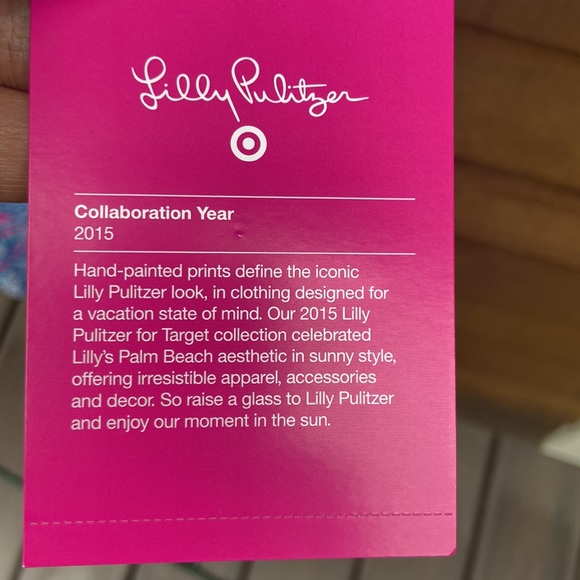 Lilly Pulitzer
Collaboration Year
2015
Hand-painted prints define the iconic
Lilly Pulitzer look, in clothing designed for
a vacation state of mind. Our 2015 Lilly
Pulitzer for Target collection celebrated
Lilly's Palm Beach aesthetic in sunny style,
offering irresistible apparel, accessories
and decor. So raise a glass to Lilly Pulitzer
and enjoy our moment in the sun.